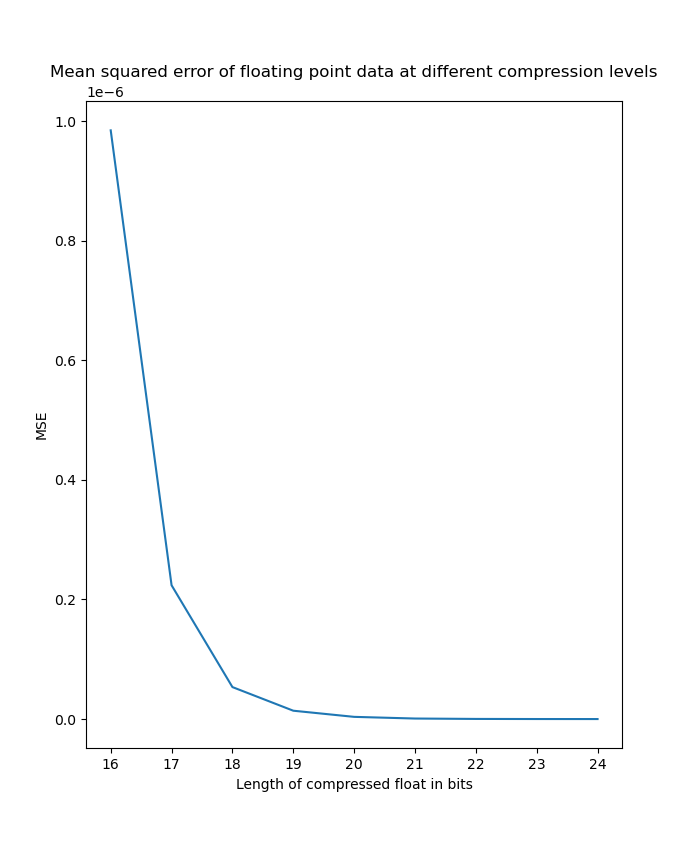 Mean squared error of floating point data at different compression levels
1e−6
1.0
0.8
0.6
0.4
0.2
0.0
MSE
16 17 18 19 20 21 22 23 24
Length of compressed float in bits